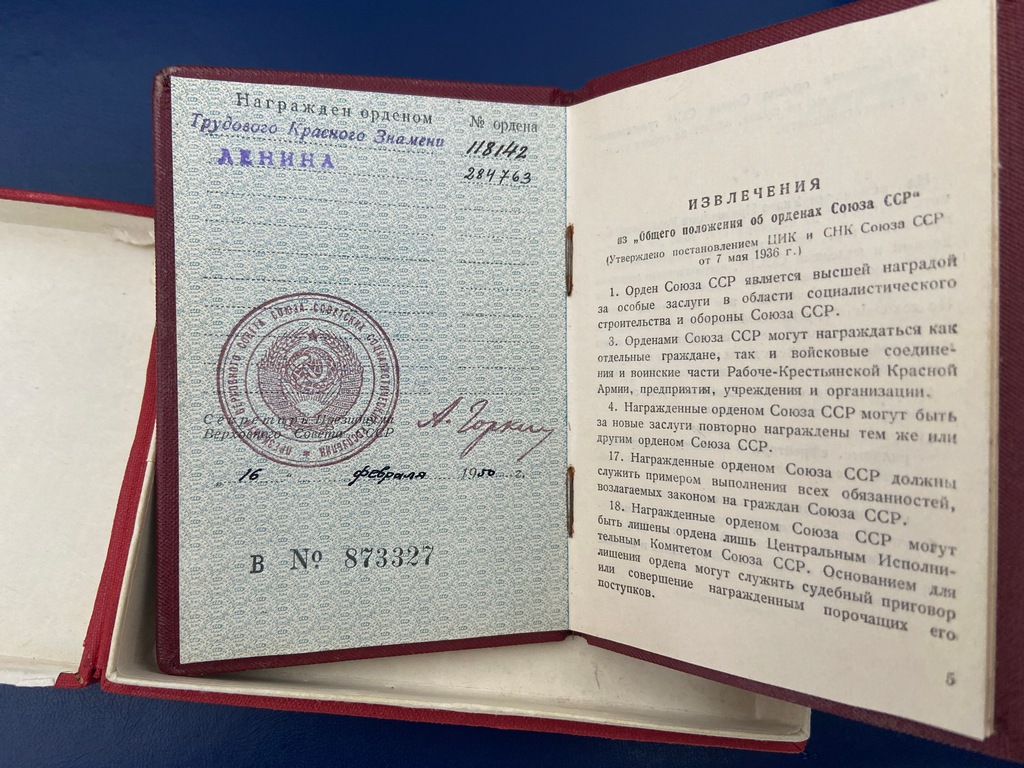 Награжден орденом
№ ордена
Трудового Красного Знамени
118142
ЛЕНИНА
284763
ВЕРХОВНОГО СОВЕТА СОЮЗА СОВЕТСКИХ СОЦИАЛИСТИЧЕСКИХ
Секретарь Президиума
Верховного Совета СССР
А. Горкин
„ 16 " февраля 1950 г.
В № 873327
ИЗВЛЕЧЕНИЯ
из „Общего положения об орденах Союза ССР"
(Утверждено постановлением ЦИК и СНК Союза ССР
от 7 мая 1936 г.)
1. Орден Союза ССР является высшей наградой
за особые заслуги в области социалистического
строительства и обороны Союза ССР.
3. Орденами Союза ССР могут награждаться как
отдельные граждане, так и войсковые соедине-
ния и воинские части Рабоче-Крестьянской Красной
Армии, предприятия, учреждения и организации.
4. Награжденные орденом Союза ССР могут быть
за новые заслуги повторно награждены тем же или
другим орденом Союза ССР.
17. Награжденные орденом Союза ССР должны
служить примером выполнения всех обязанностей,
возлагаемых законом на граждан Союза ССР.
18. Награжденные орденом Союза ССР могут
быть лишены ордена лишь Центральным Исполни-
тельным Комитетом Союза ССР. Основанием для
лишения ордена могут служить судебный приговор
или совершение награжденным порочащих его
поступков.
5